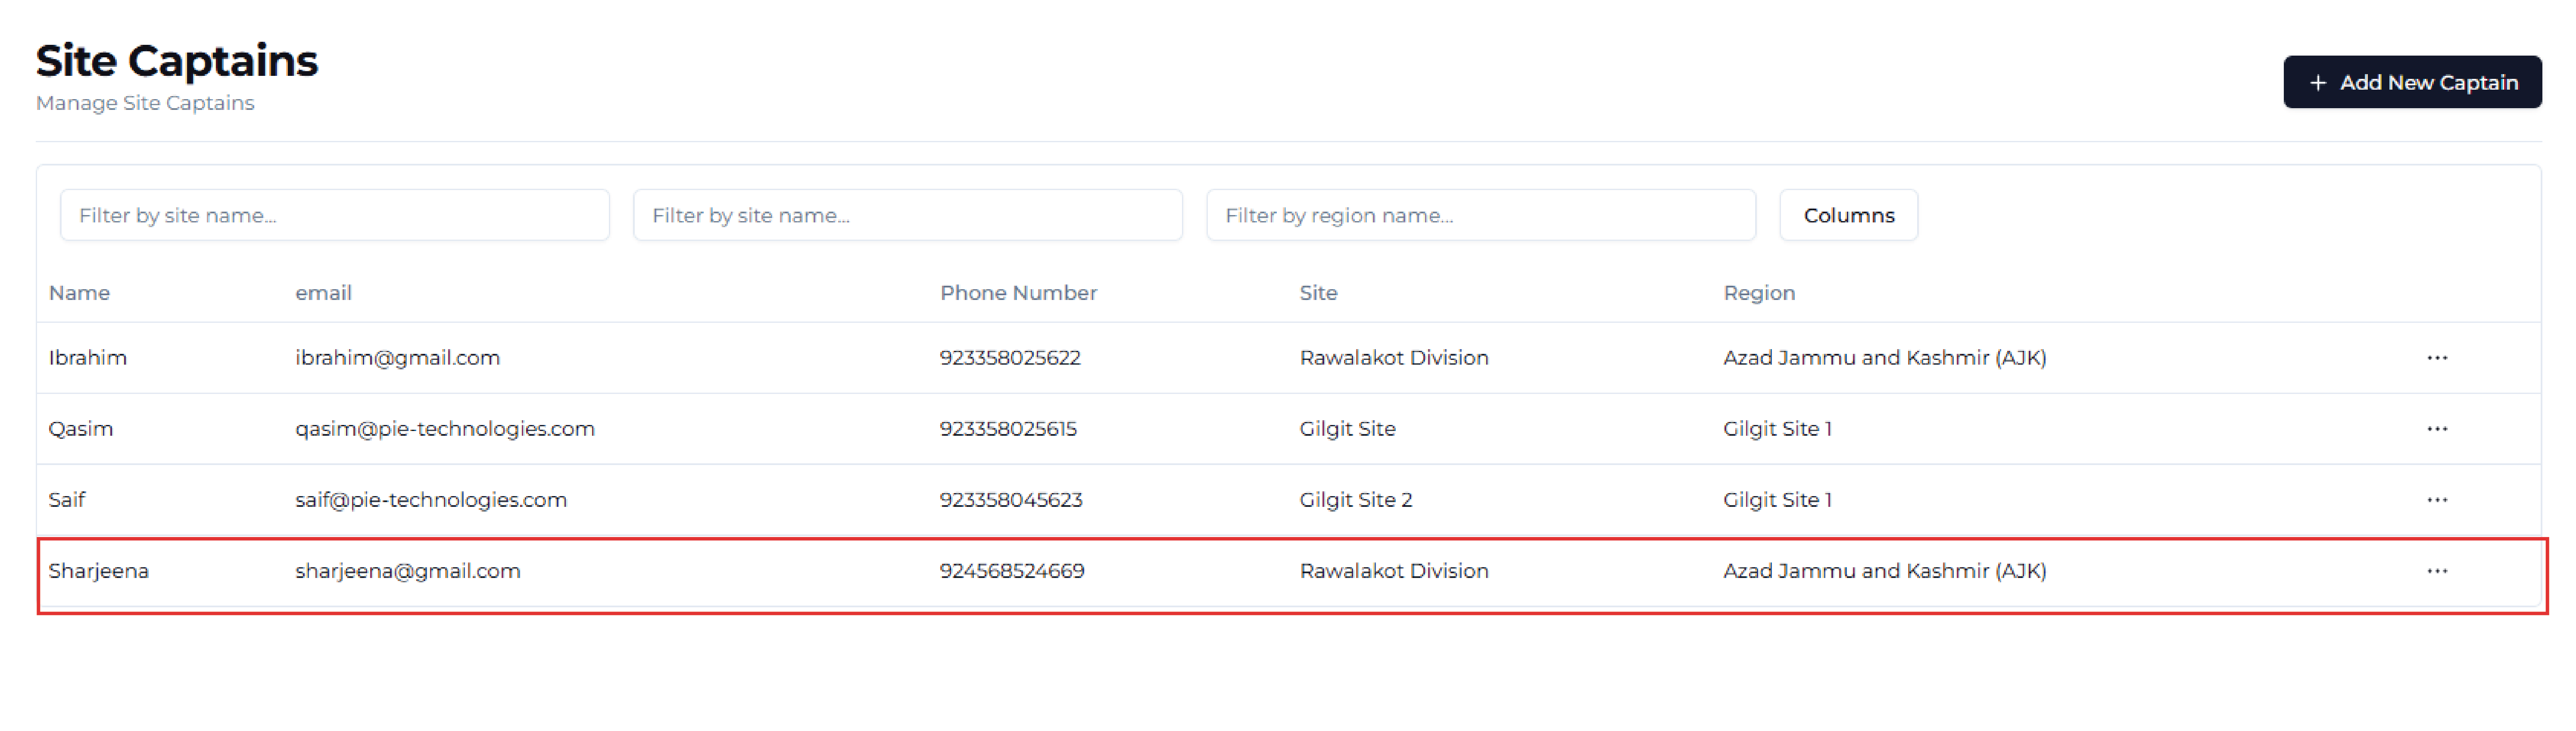 Site Captains
Manage Site Captains
+ Add New Captain
Filter by site name... Filter by site name... Filter by region name... Columns
Name email Phone Number Site Region
Ibrahim ibrahim@gmail.com 923358025622 Rawalakot Division Azad Jammu and Kashmir (AJK) ...
Qasim qasim@pie-technologies.com 923358025615 Gilgit Site Gilgit Site 1 ...
Saif saif@pie-technologies.com 923358045623 Gilgit Site 2 Gilgit Site 1 ...
Sharjeena sharjeena@gmail.com 924568524669 Rawalakot Division Azad Jammu and Kashmir (AJK) ...